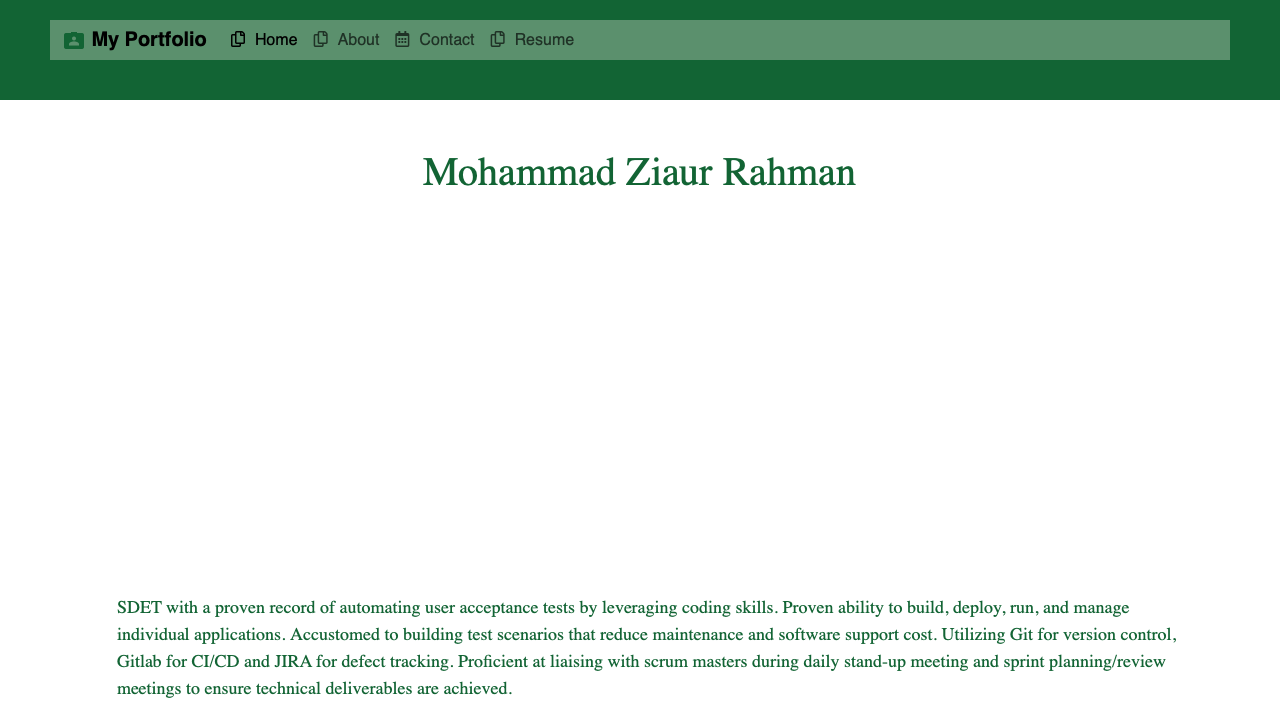 My Portfolio Home About Contact Resume
Mohammad Ziaur Rahman
SDET with a proven record of automating user acceptance tests by leveraging coding skills. Proven ability to build, deploy, run, and manage
individual applications. Accustomed to building test scenarios that reduce maintenance and software support cost. Utilizing Git for version control,
Gitlab for CI/CD and JIRA for defect tracking. Proficient at liaising with scrum masters during daily stand-up meeting and sprint planning/review
meetings to ensure technical deliverables are achieved.